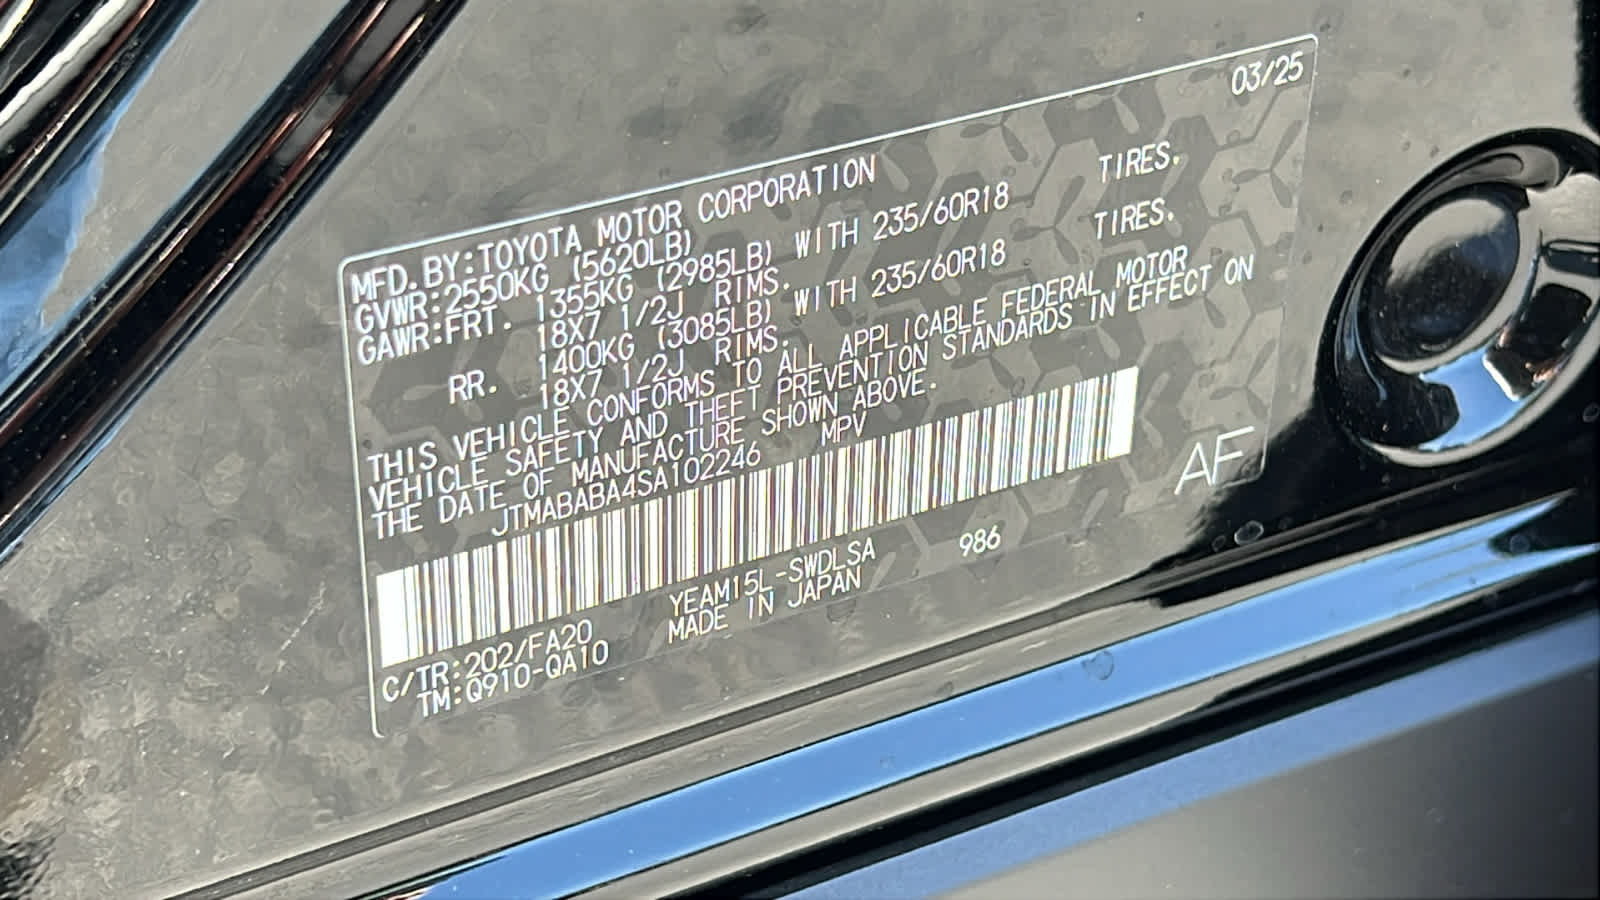 03/25
MFD.BY:TOYOTA MOTOR CORPORATION
GVWR:2550KG (5620LB)
GAWR:FRT. 1355KG (2985LB) WITH 235/60R18 TIRES.
18X7 1/2J RIMS.
RR. 1400KG (3085LB) WITH 235/60R18 TIRES.
18X7 1/2J RIMS.
THIS VEHICLE CONFORMS TO ALL APPLICABLE FEDERAL MOTOR
VEHICLE SAFETY AND THEFT PREVENTION STANDARDS IN EFFECT ON
THE DATE OF MANUFACTURE SHOWN ABOVE.
JTMABABA4SA102246 MPV
AF
C/TR:202/FA20 YEAM15L-SWDLSA 986
TM:Q910-QA10 MADE IN JAPAN